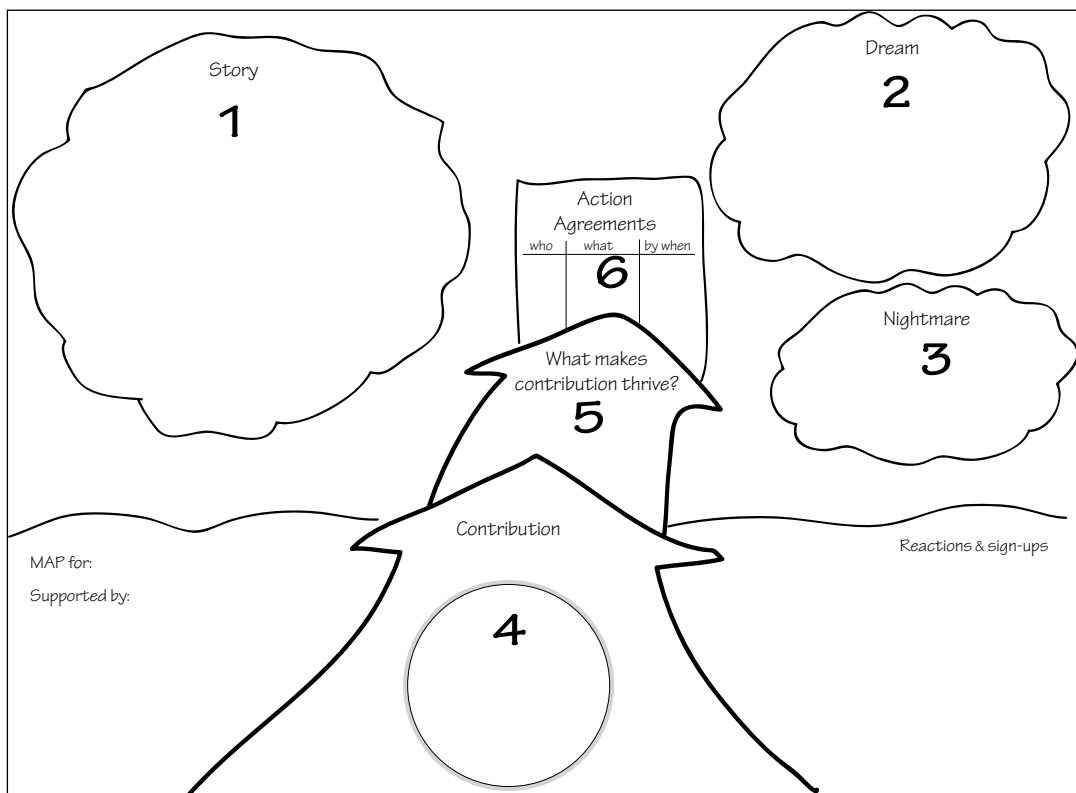 Story
1
Dream
2
Nightmare
3
Action
Agreements
who what by when
6
What makes
contribution thrive?
5
Contribution
4
MAP for:
Supported by:
Reactions & sign-ups